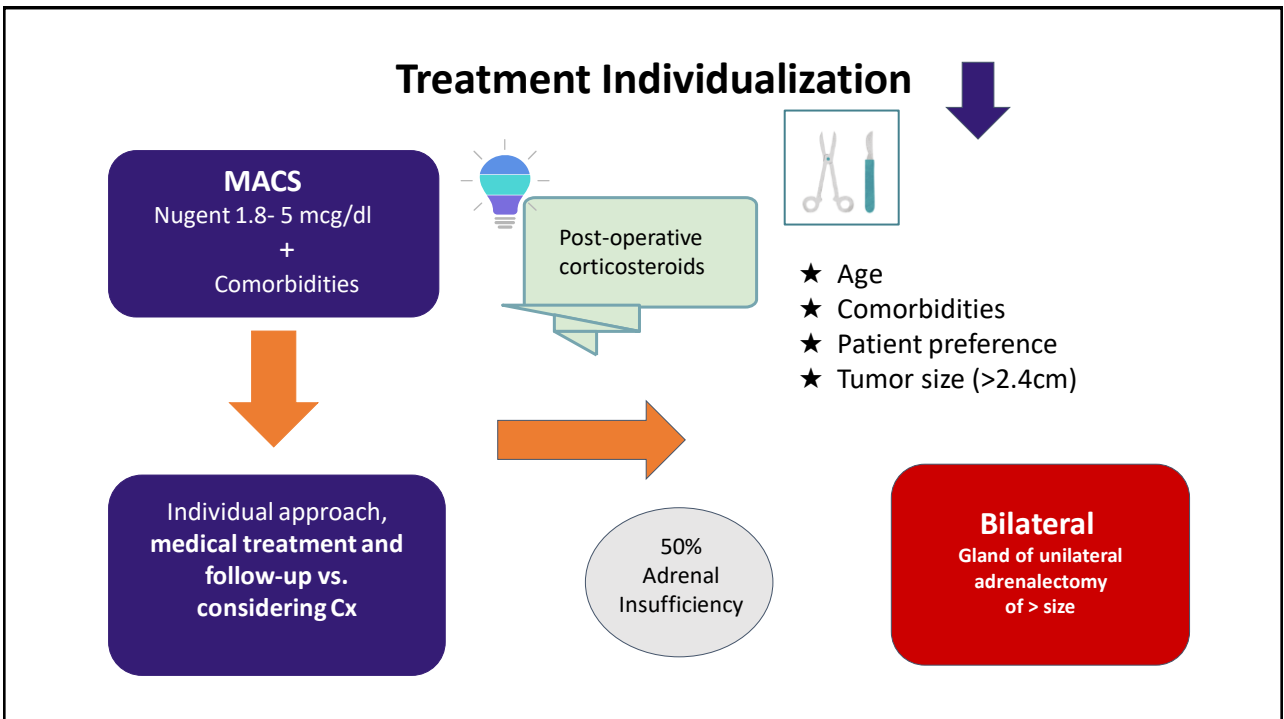 Treatment Individualization
MACS
Nugent 1.8- 5 mcg/dl
+
Comorbidities
Post-operative
corticosteroids
★ Age
★ Comorbidities
★ Patient preference
★ Tumor size (>2.4cm)
Individual approach,
medical treatment and
follow-up vs.
considering Cx
50%
Adrenal
Insufficiency
Bilateral
Gland of unilateral
adrenalectomy
of > size